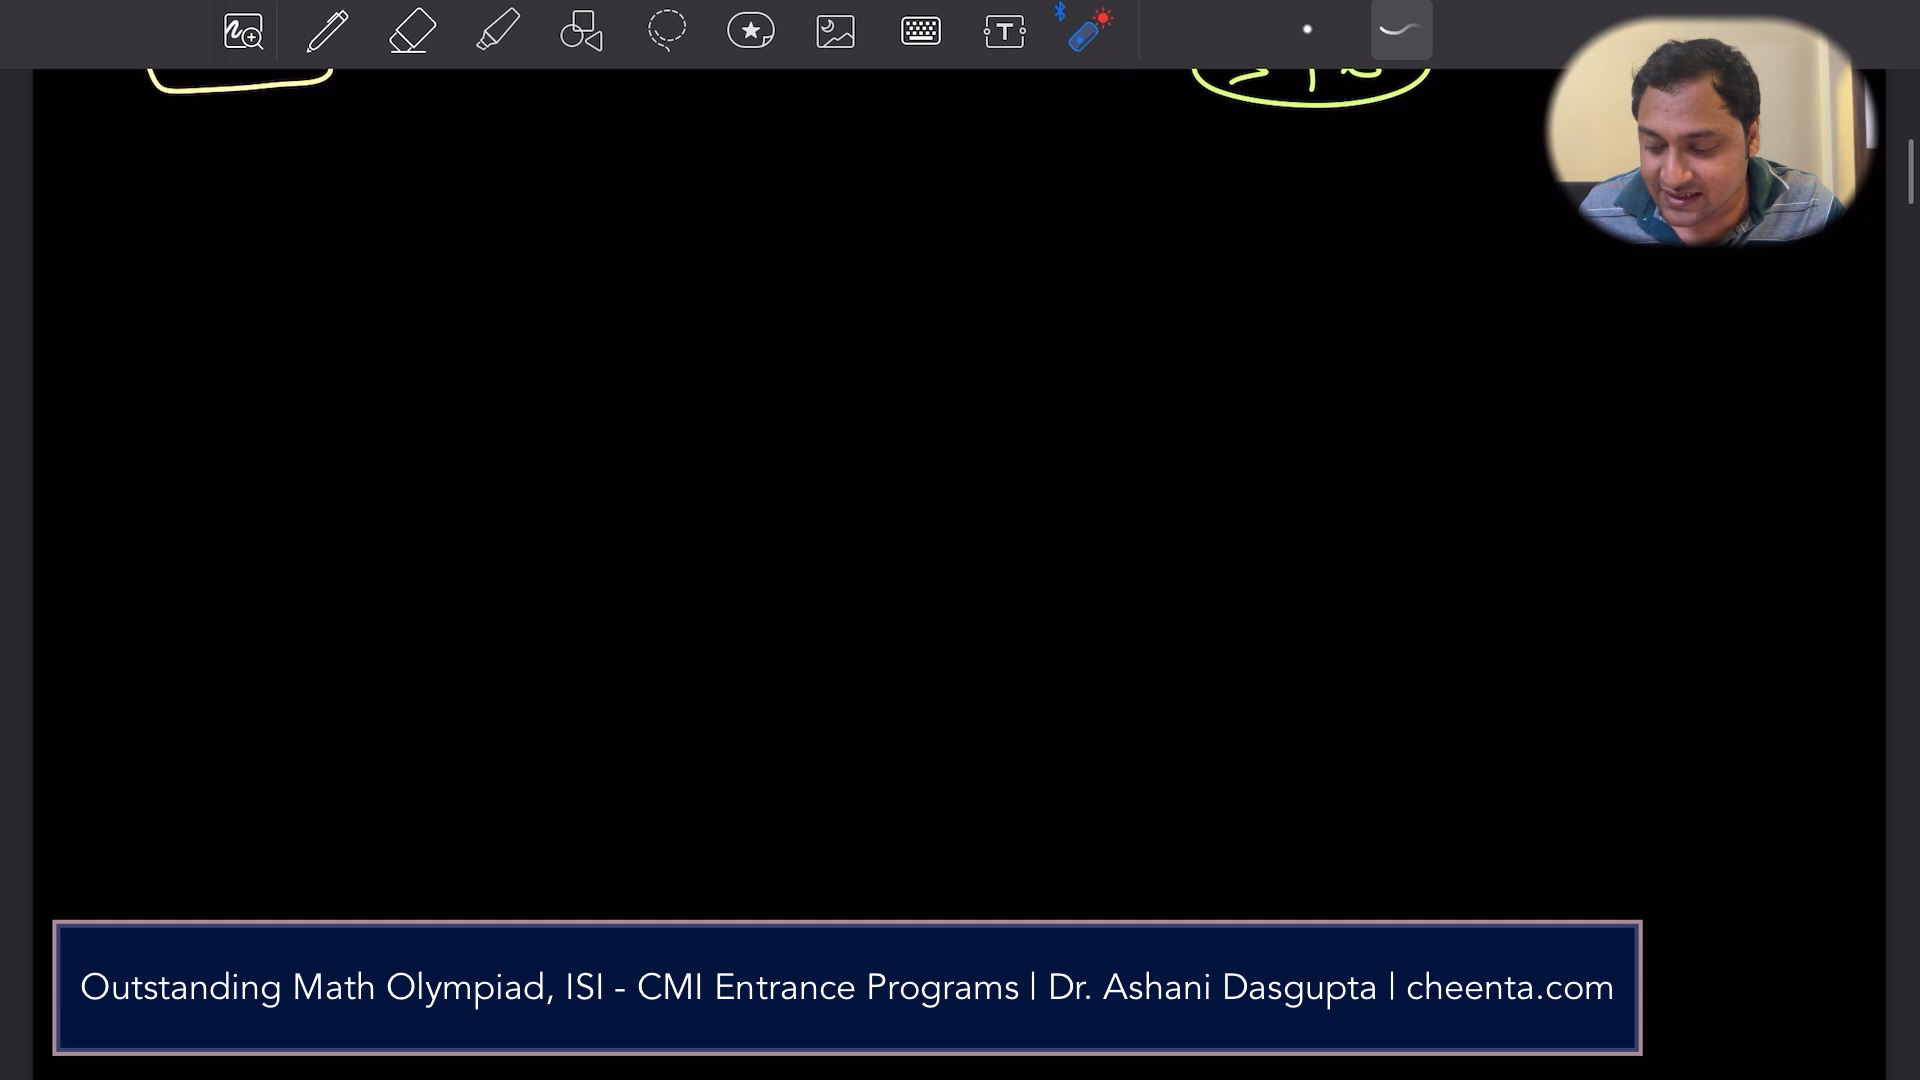 Outstanding Math Olympiad, ISI - CMI Entrance Programs | Dr. Ashani Dasgupta | cheenta.com